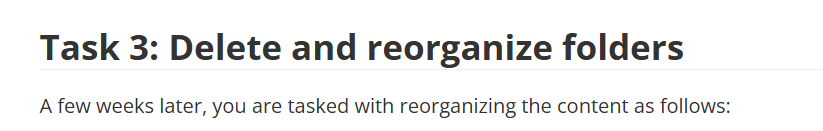 Task 3: Delete and reorganize folders
A few weeks later, you are tasked with reorganizing the content as follows: